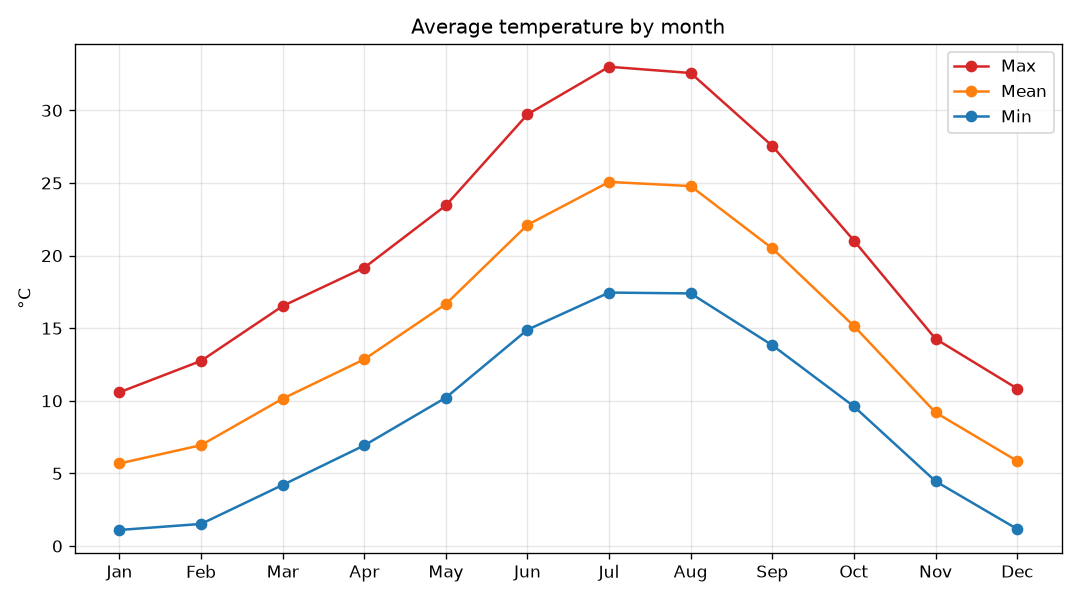 Average temperature by month
Max
Mean
Min
°C
30
25
20
15
10
5
0
Jan Feb Mar Apr May Jun Jul Aug Sep Oct Nov Dec